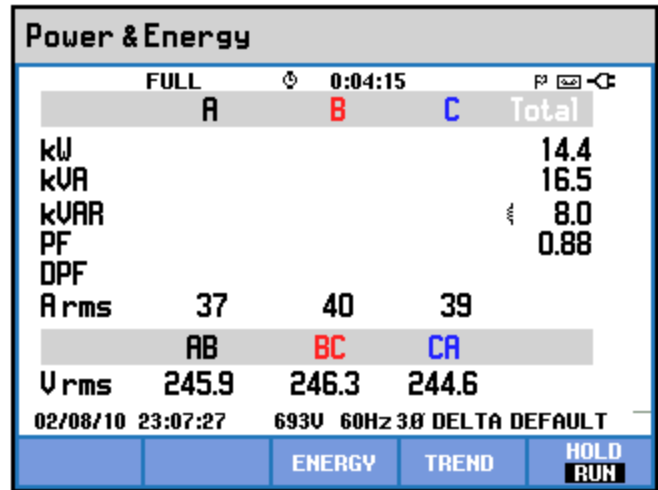 Power & Energy
FULL 0:04:15
A B C Total
kW 14.4
kVA 16.5
kVAR 8.0
PF 0.88
DPF
A rms 37 40 39
AB BC CA
V rms 245.9 246.3 244.6
02/08/10 23:07:27 693V 60Hz 3Ø DELTA DEFAULT
ENERGY TREND HOLD
RUN